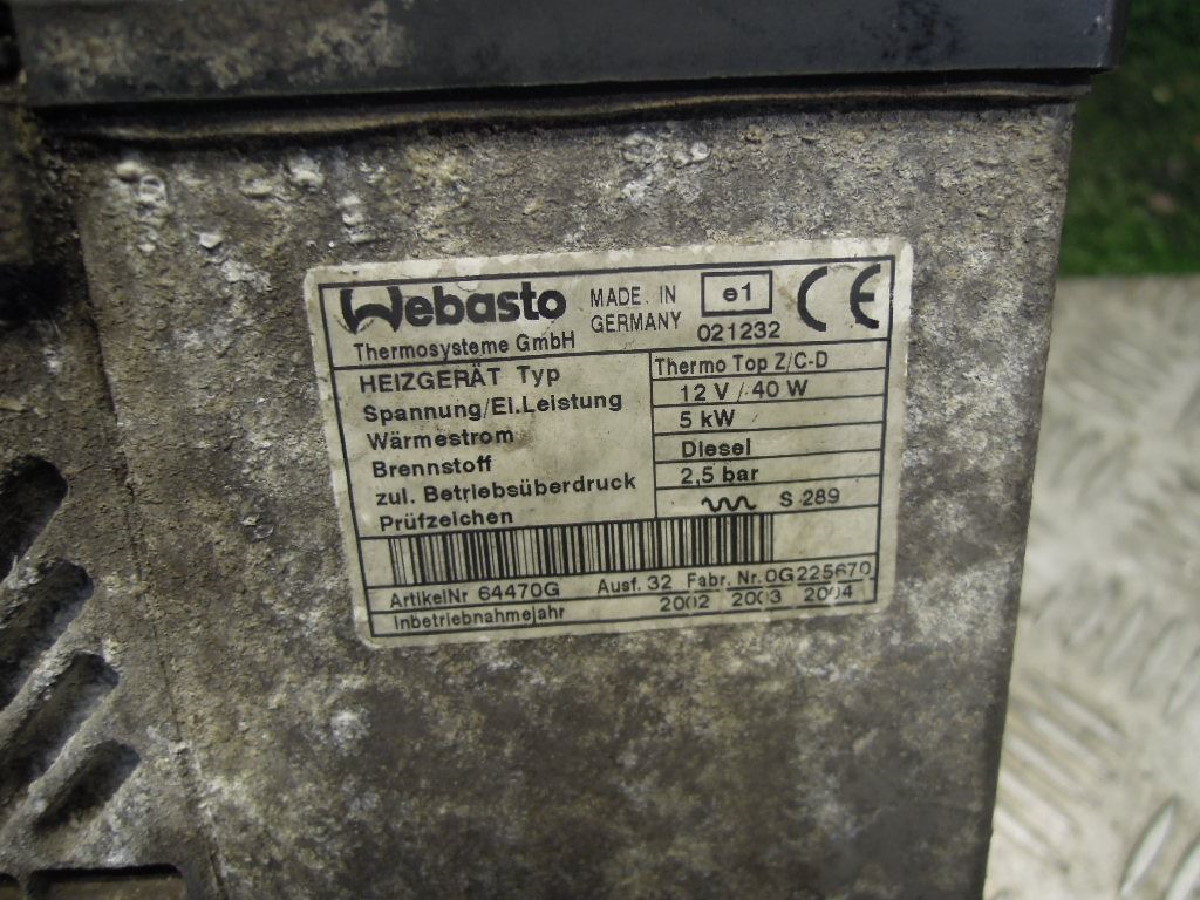 Webasto
MADE IN GERMANY
e1
CE
021232
Thermosysteme GmbH
HEIZGERÄT Typ Thermo Top Z/C-D
Spannung/El.Leistung 12 V / 40 W
Wärmestrom 5 kW
Brennstoff Diesel
zul. Betriebsüberdruck 2,5 bar
Prüfzeichen S 289
ArtikelNr 64470G Ausf. 32 Fabr. Nr. 0G225670
Inbetriebnahmejahr 2002 2003 2004